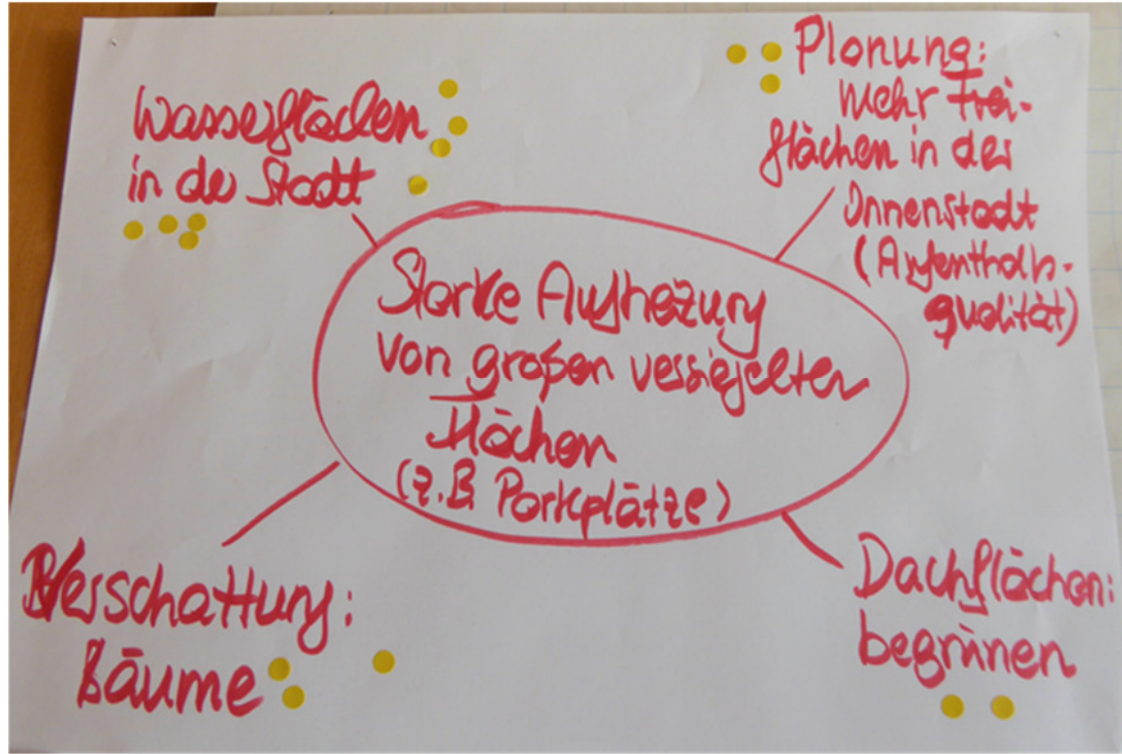 Wasserflächen
in der Stadt
Planung:
mehr Frei-
flächen in der
Innenstadt
(Aufenthalts-
qualität)
Starke Aufheizung
von großen versiegelten
Flächen
(z.B. Parkplätze)
Verschattung:
Bäume
Dachflächen:
begrünen